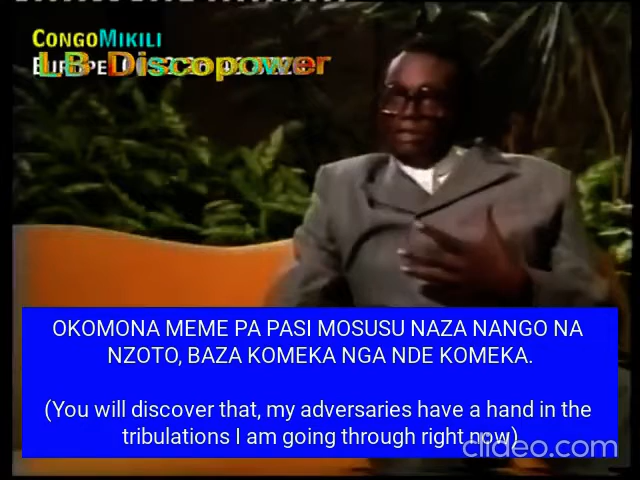 CONGOMIKILI
LB Discopower
OKOMONA MEME PA PASI MOSUSU NAZA NANGO NA
NZOTO, BAZA KOMEKA NGA NDE KOMEKA.
(You will discover that, my adversaries have a hand in the
tribulations I am going through right now)
clideo.com